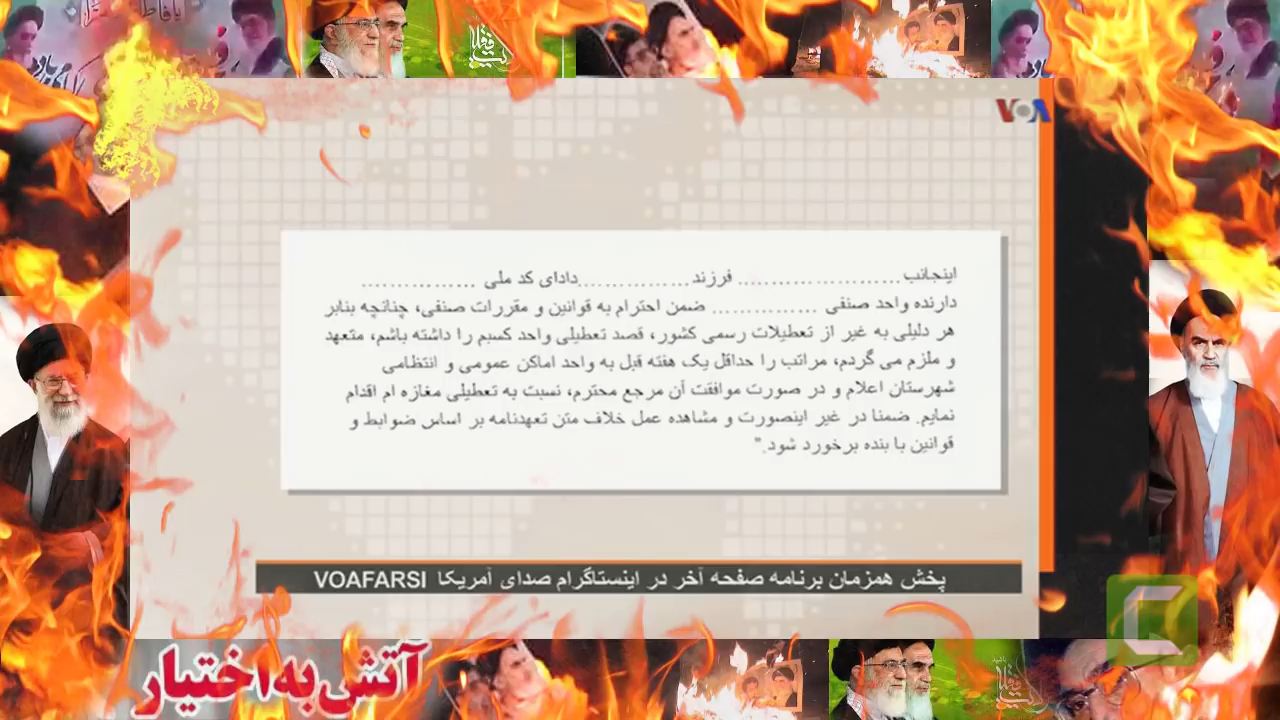 VOA
اینجانب........................ فرزند................دادای کد ملی ................
دارنده واحد صنفی ............... ضمن احترام به قوانین و مقررات صنفی، چنانچه بنابر
هر دلیلی به غیر از تعطیلات رسمی کشور، قصد تعطیلی واحد کسبم را داشته باشم، متعهد
و ملزم می گردم، مراتب را حداقل یک هفته قبل به واحد اماکن عمومی و انتظامی
شهرستان اعلام و در صورت موافقت آن مرجع محترم، نسبت به تعطیلی مغازه ام اقدام
نمایم. ضمنا در غیر اینصورت و مشاهده عمل خلاف متن تعهدنامه بر اساس ضوابط و
قوانین با بنده برخورد شود."
پخش همزمان برنامه صفحه آخر در اینستاگرام صدای آمریکا VOAFARSI
آتش به اختیار